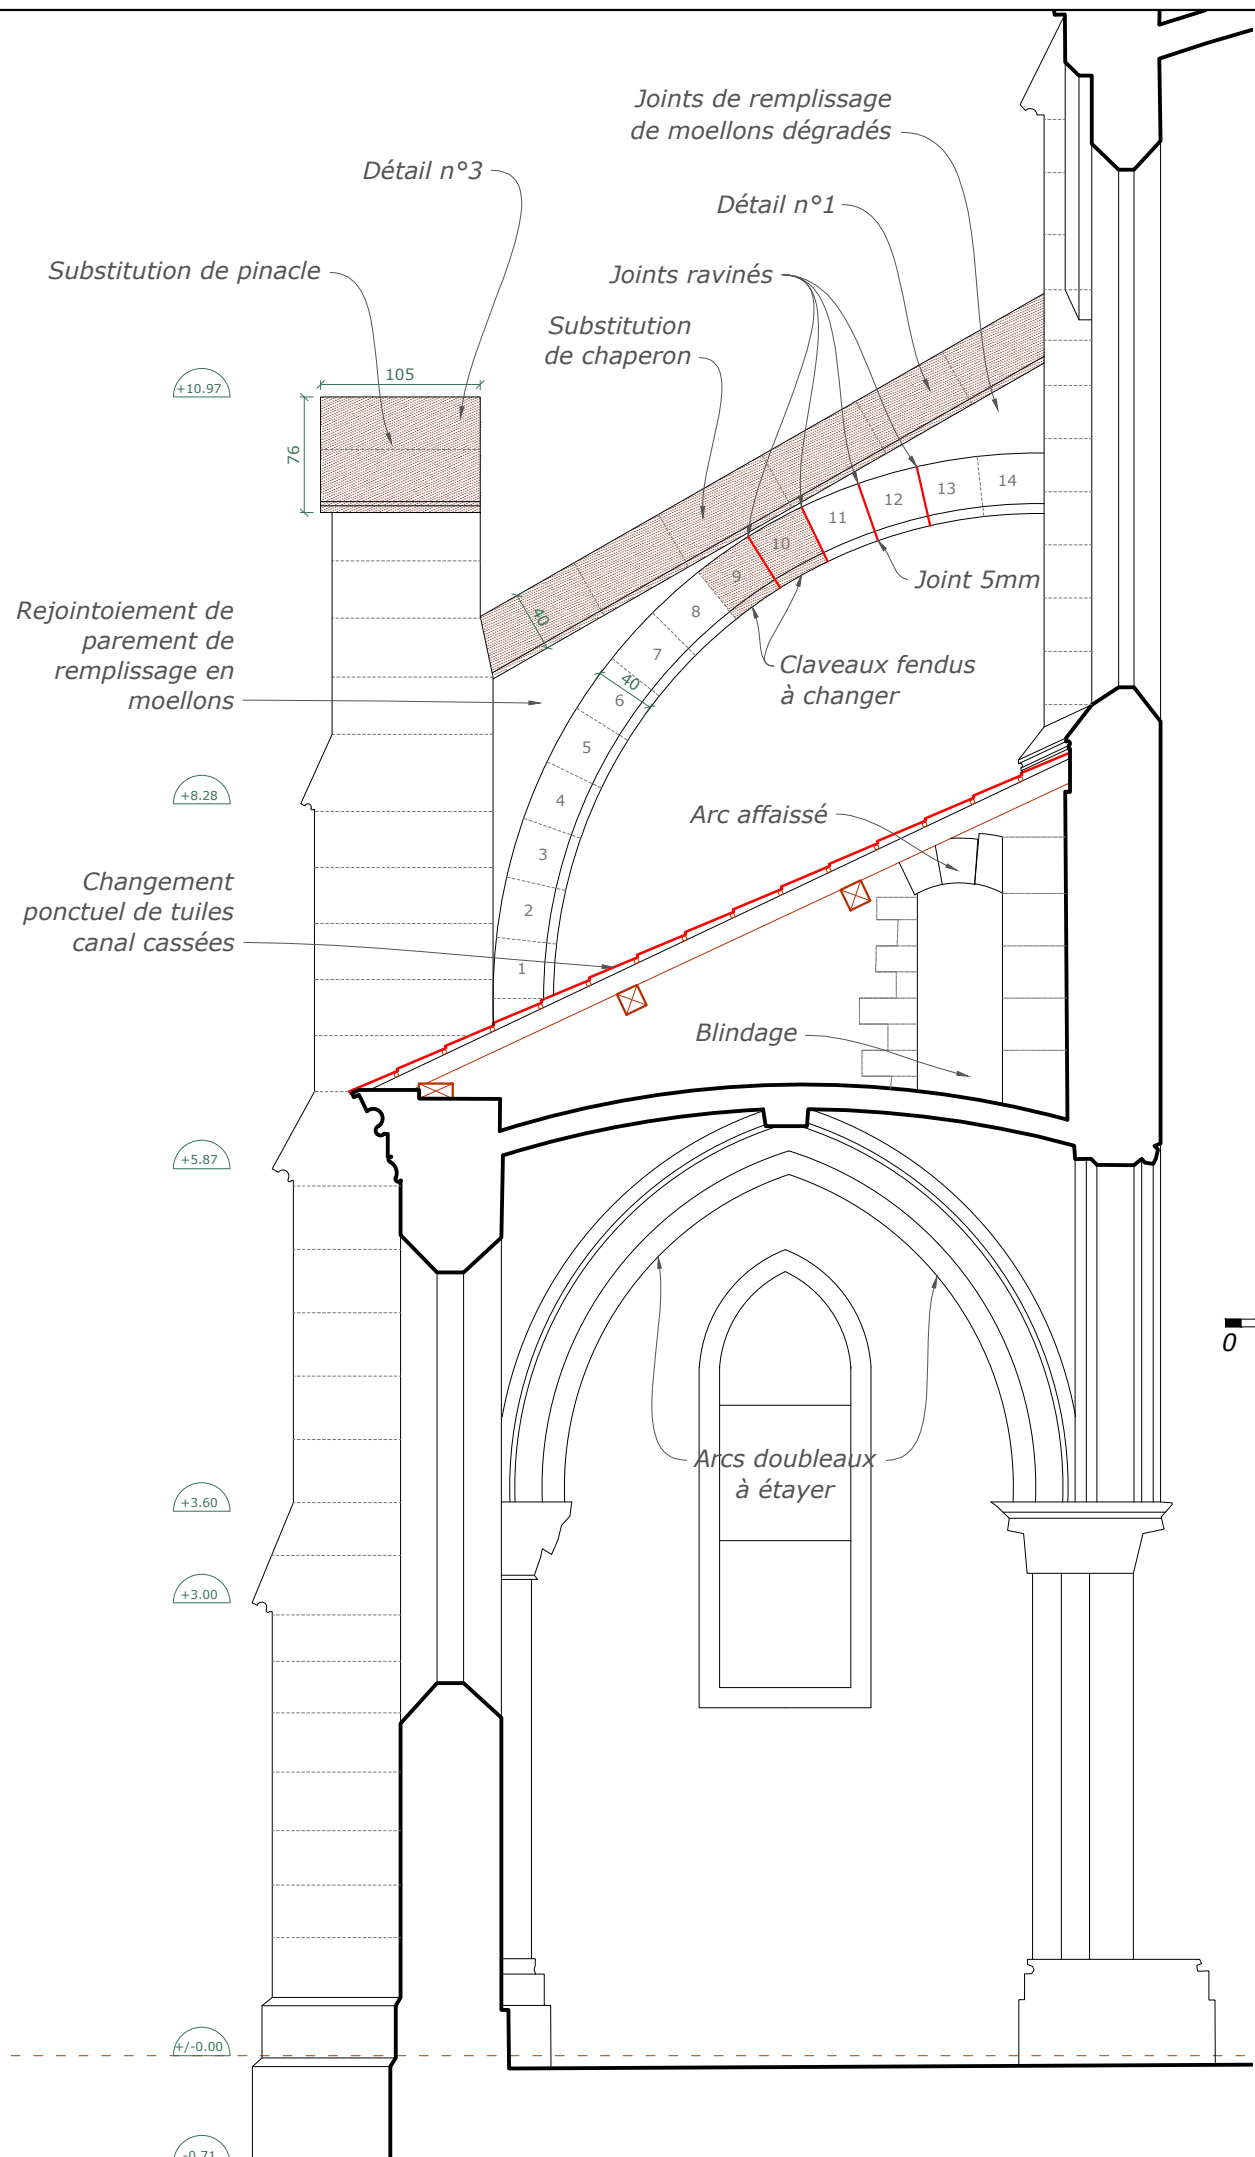 Joints de remplissage
de moellons dégradés
Détail n°3
Détail n°1
Substitution de pinacle
Joints ravinés
Substitution
de chaperon
+10.97
105
76
14
13
12
11
10
9
8
7
6
5
4
3
2
1
Joint 5mm
40
40
Rejointoiement de
parement de
remplissage en
moellons
Claveaux fendus
à changer
+8.28
Arc affaissé
Changement
ponctuel de tuiles
canal cassées
Blindage
+5.87
0
Arcs doubleaux
à étayer
+3.60
+3.00
+/-0.00
-0.71